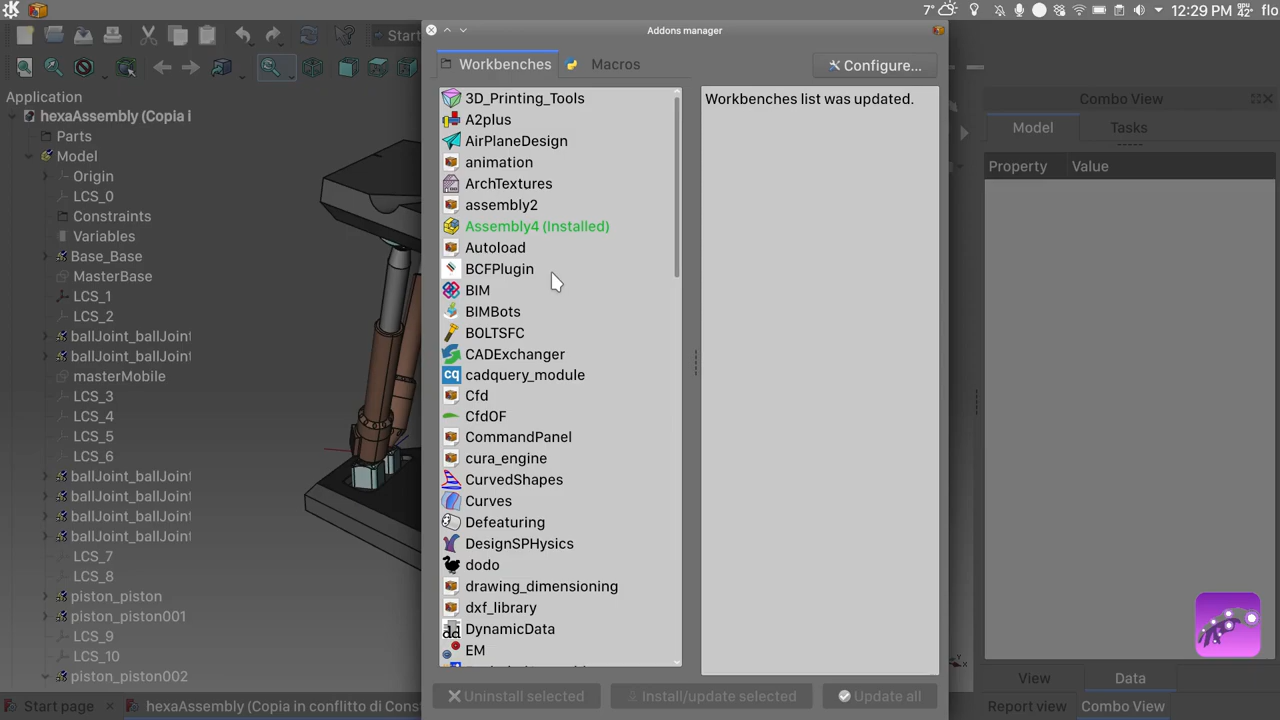 7°
12:29 PM
flo
Start
Application
hexaAssembly (Copia i
Parts
Model
Origin
LCS_0
Constraints
Variables
Base_Base
MasterBase
LCS_1
LCS_2
ballJoint_ballJoint
ballJoint_ballJoint
masterMobile
LCS_3
LCS_4
LCS_5
LCS_6
ballJoint_ballJoint
ballJoint_ballJoint
ballJoint_ballJoint
ballJoint_ballJoint
LCS_7
LCS_8
piston_piston
piston_piston001
LCS_9
LCS_10
piston_piston002
Start page
hexaAssembly (Copia in conflitto di Const
Addons manager
Workbenches
Macros
Configure...
3D_Printing_Tools
A2plus
AirPlaneDesign
animation
ArchTextures
assembly2
Assembly4 (Installed)
Autoload
BCFPlugin
BIM
BIMBots
BOLTSFC
CADExchanger
cadquery_module
Cfd
CfdOF
CommandPanel
cura_engine
CurvedShapes
Curves
Defeaturing
DesignSPHysics
dodo
drawing_dimensioning
dxf_library
DynamicData
EM
Workbenches list was updated.
Uninstall selected
Install/update selected
Update all
Combo View
Model
Tasks
Property
Value
View
Data
Report view
Combo View